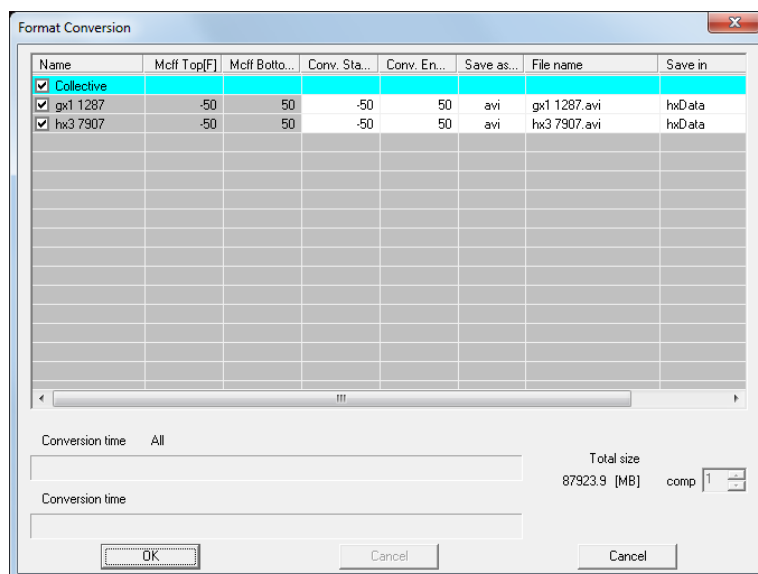 Format Conversion
Name Mcff Top[F] Mcff Botto... Conv. Sta... Conv. En... Save as... File name Save in
Collective
gx1 1287 -50 50 -50 50 avi gx1 1287.avi hxData
hx3 7907 -50 50 -50 50 avi hx3 7907.avi hxData
Conversion time All
Total size
87923.9 [MB] comp 1
Conversion time
OK Cancel Cancel